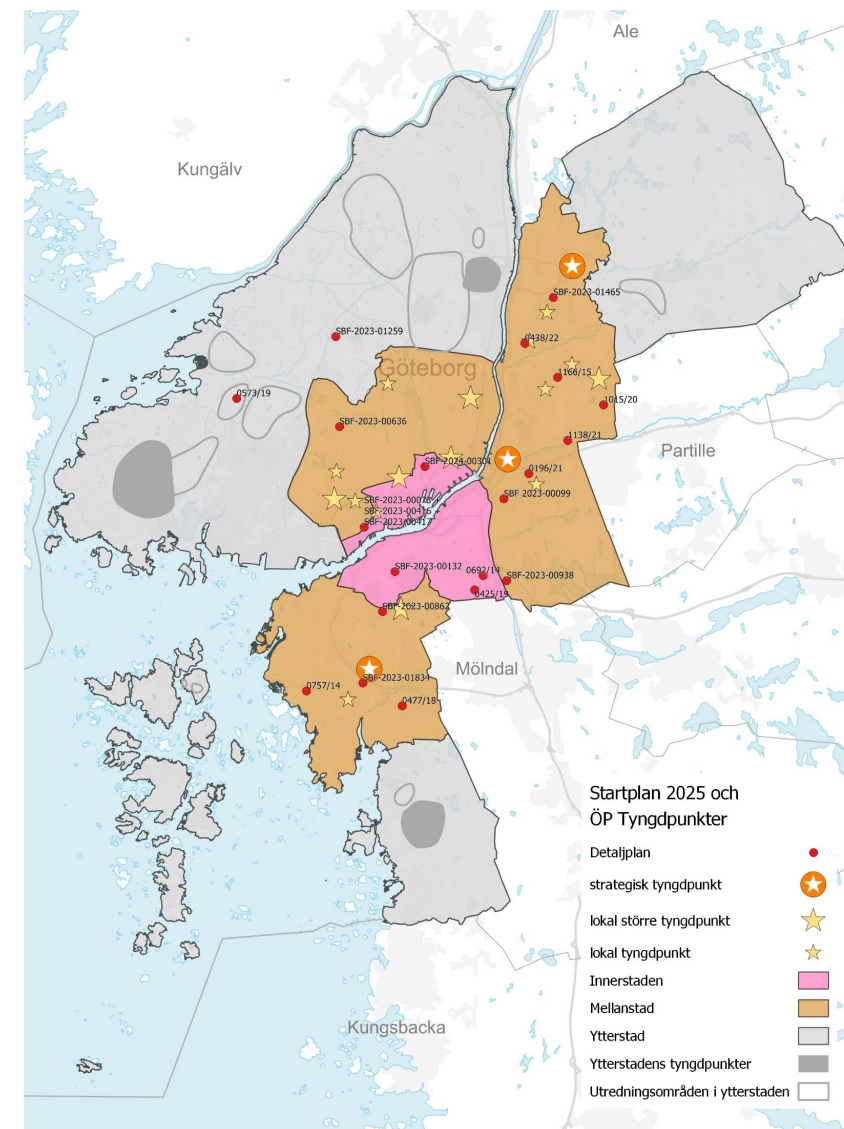 Ale
Kungälv
SBF-2023-01465
SBF-2023-01259
0438/22
Göteborg
1166/15
0573/19
1015/20
SBF-2023-00636
1138/21
Partille
SBF-2024-00301
0196/21
SBF-2023-00078 +
SBF 2023-00099
SBF-2023-00416 +
SBF-2023/00417
SBF-2023-00132
0692/14
SBF-2023-00938
0425/19
SBF-2023-00862
Mölndal
SBF-2023-01834
0757/14
0477/18
Startplan 2025 och
ÖP Tyngdpunkter
Detaljplan
strategisk tyngdpunkt
lokal större tyngdpunkt
lokal tyngdpunkt
Innerstaden
Mellanstad
Kungsbacka
Ytterstad
Ytterstadens tyngdpunkter
Utredningsområden i ytterstaden